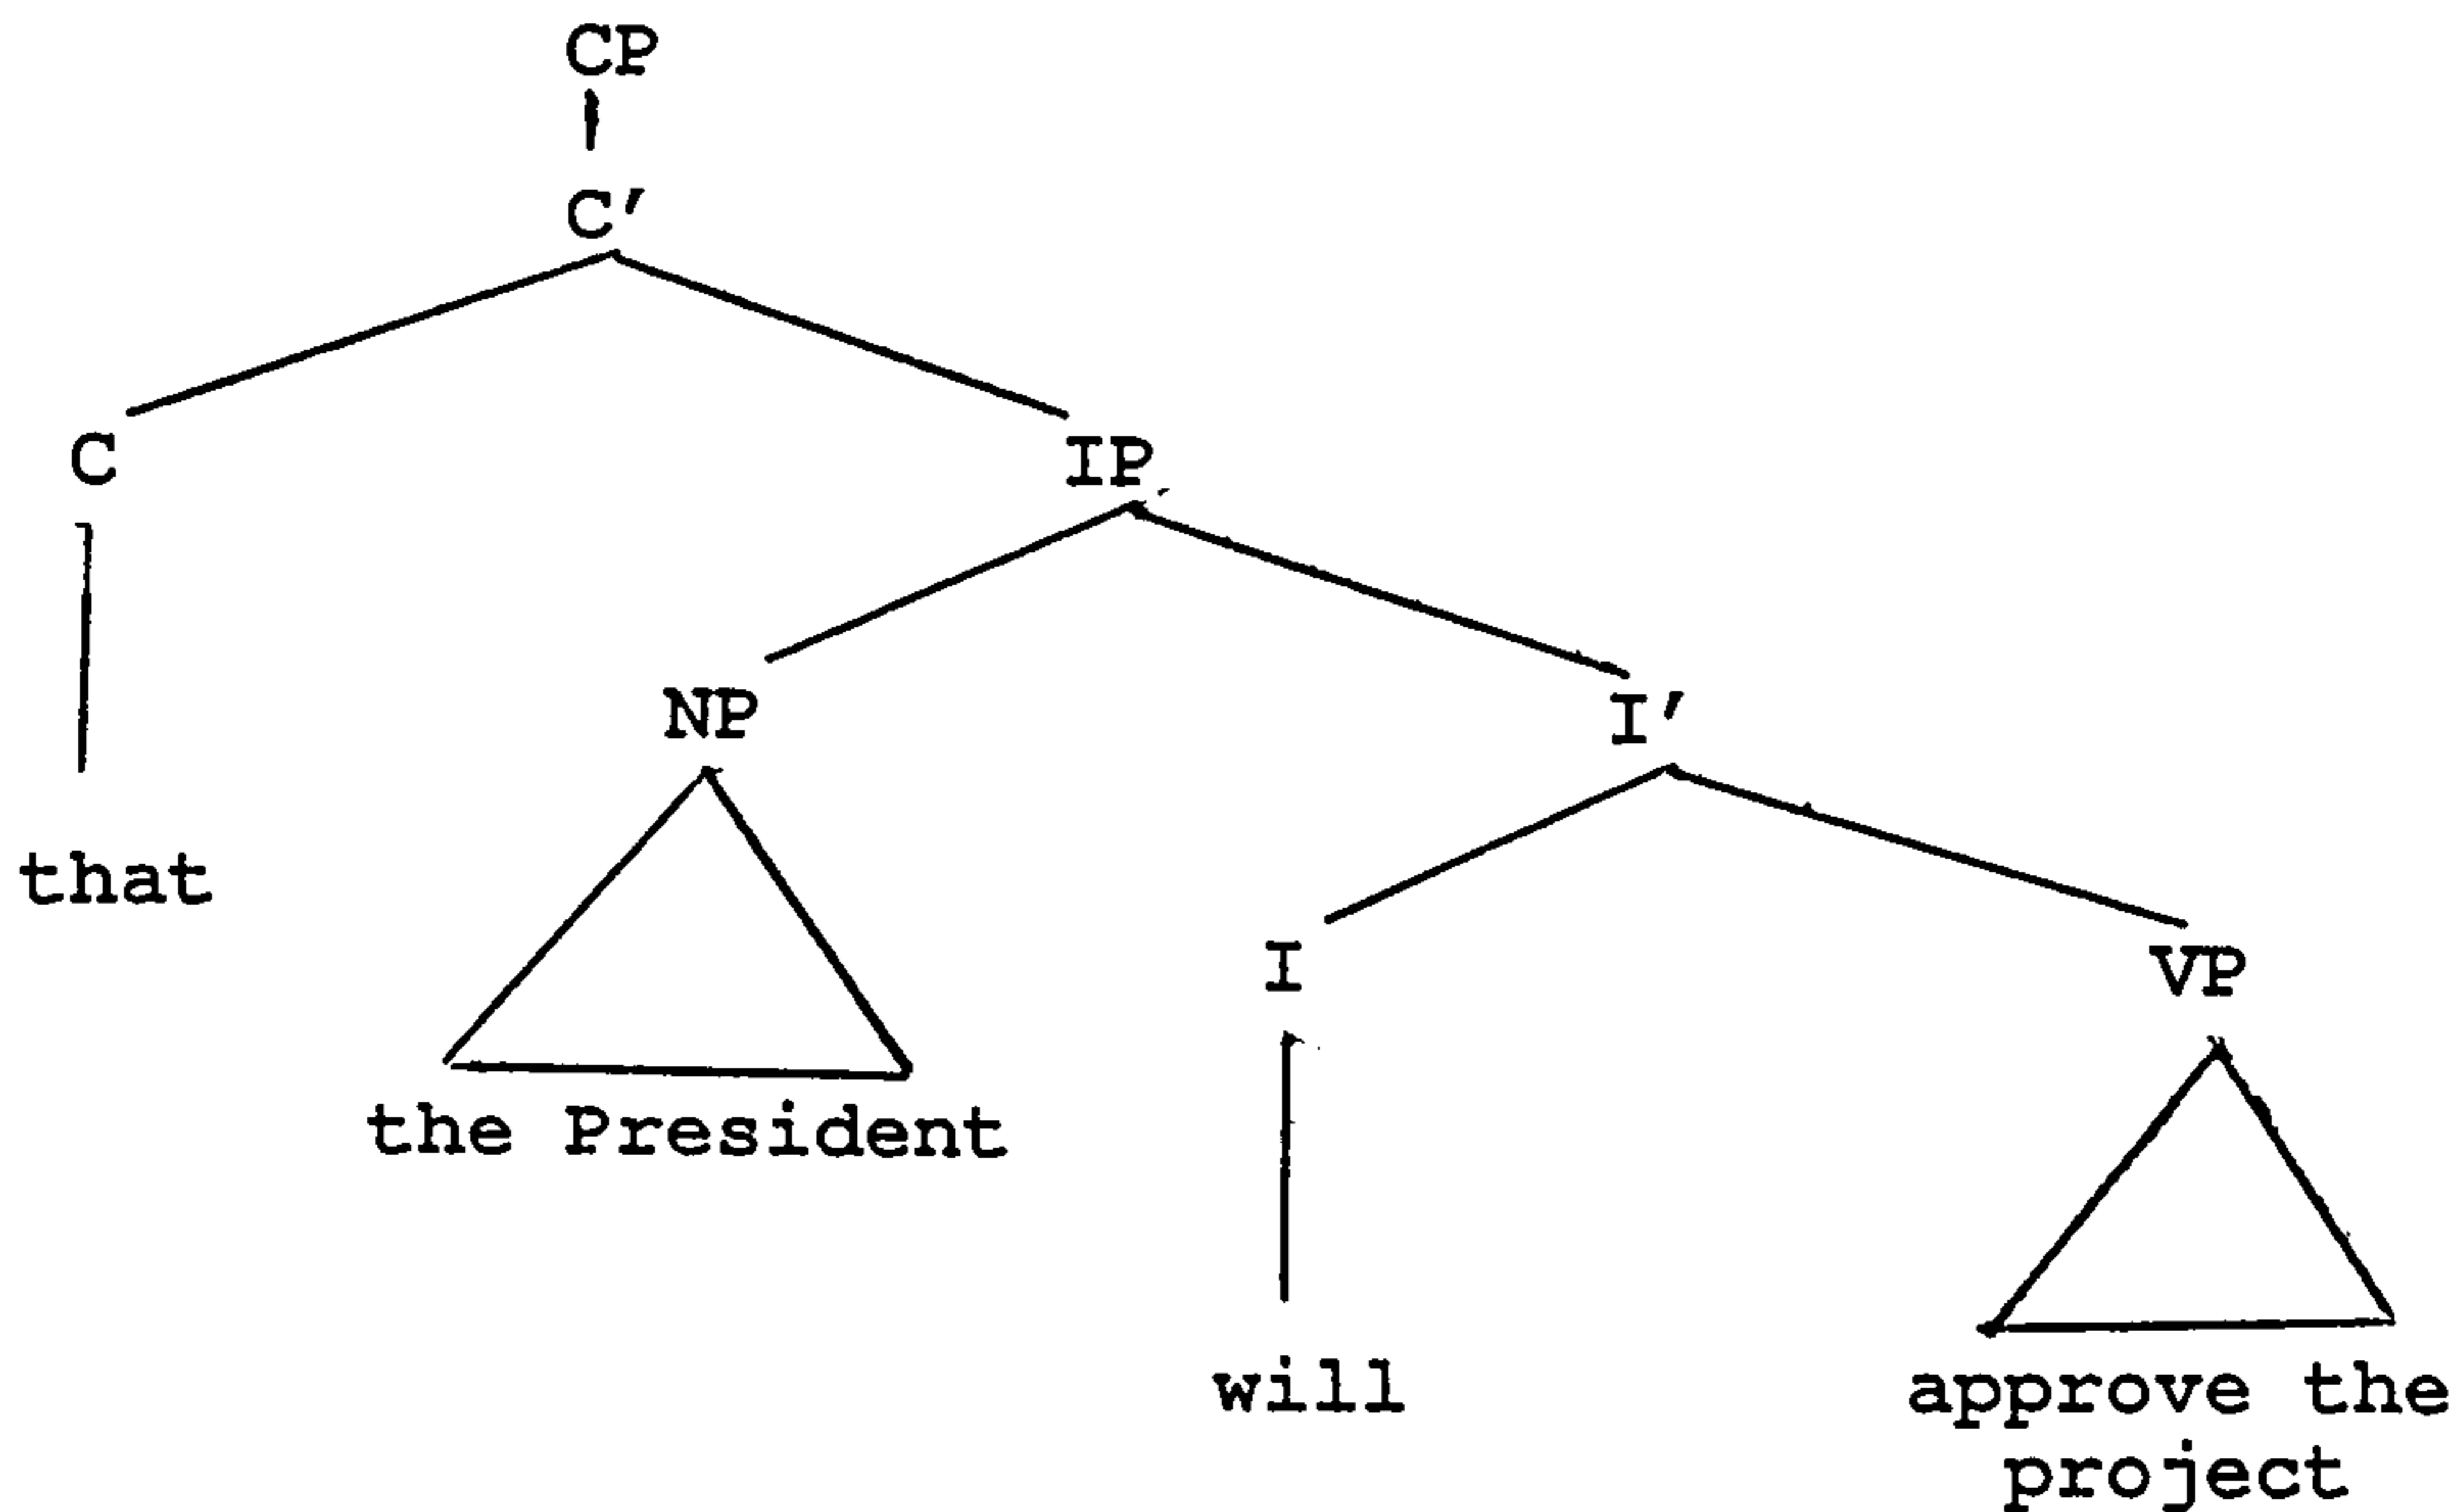 CP
C'
C
IP
NP
I'
that
I
VP
the President
will
approve the
project